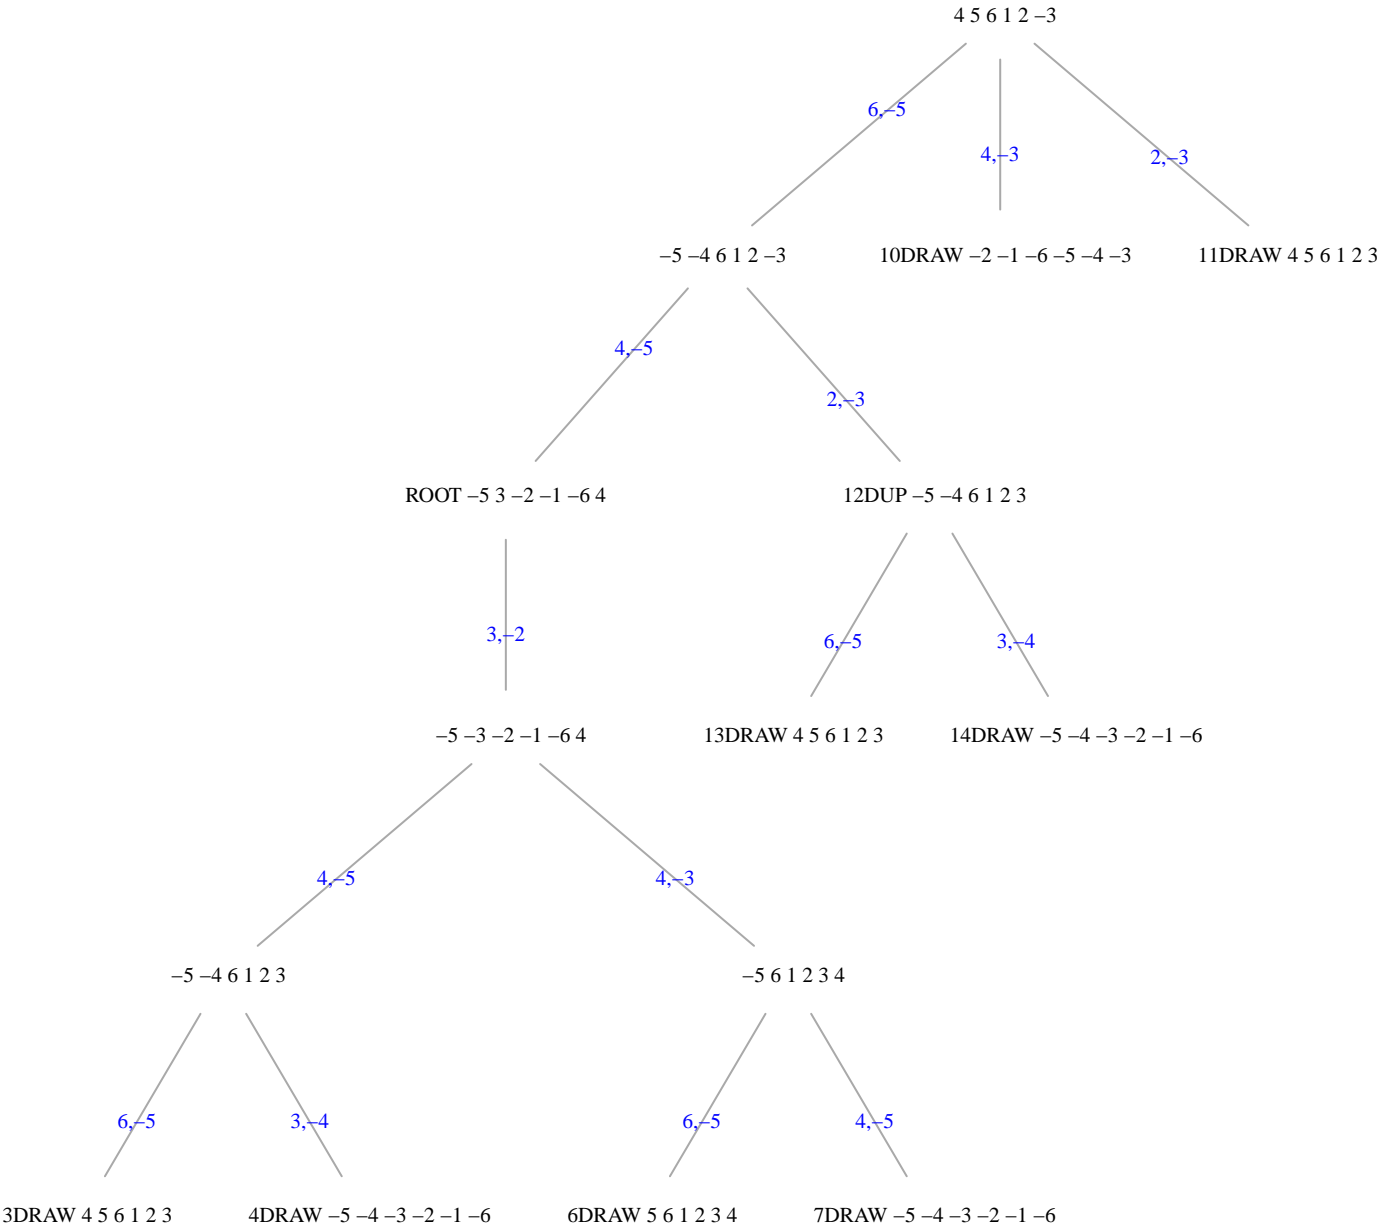 4 5 6 1 2 –3
6,–5
4,–3
2,–3
–5 –4 6 1 2 –3
10DRAW –2 –1 –6 –5 –4 –3
11DRAW 4 5 6 1 2 3
4,–5
2,–3
ROOT –5 3 –2 –1 –6 4
12DUP –5 –4 6 1 2 3
3,–2
6,–5
3,–4
–5 –3 –2 –1 –6 4
13DRAW 4 5 6 1 2 3
14DRAW –5 –4 –3 –2 –1 –6
4,–5
4,–3
–5 –4 6 1 2 3
–5 6 1 2 3 4
6,–5
3,–4
6,–5
4,–5
3DRAW 4 5 6 1 2 3
4DRAW –5 –4 –3 –2 –1 –6
6DRAW 5 6 1 2 3 4
7DRAW –5 –4 –3 –2 –1 –6